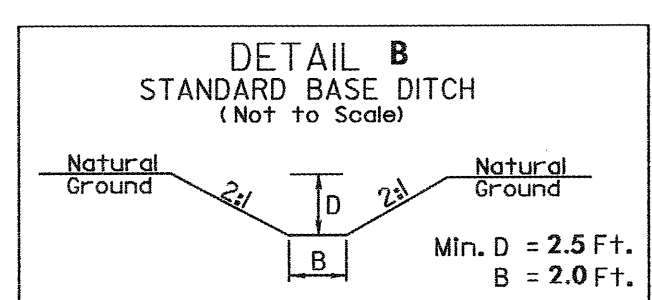 DETAIL B
STANDARD BASE DITCH
(Not to Scale)
Natural
Ground
2:1
D
2:1
Natural
Ground
B
Min. D = 2.5 Ft.
B = 2.0 Ft.